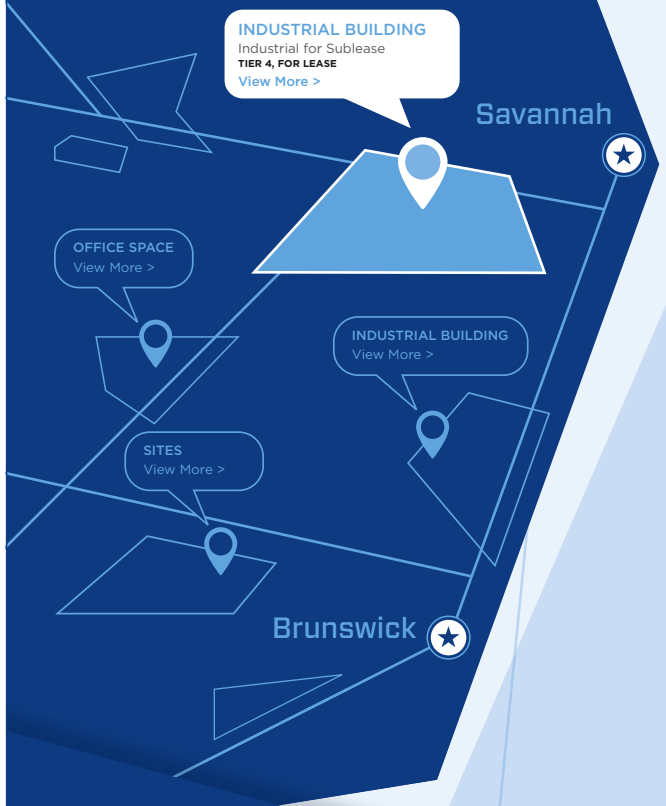 INDUSTRIAL BUILDING
Industrial for Sublease
TIER 4, FOR LEASE
View More >
Savannah
OFFICE SPACE
View More >
INDUSTRIAL BUILDING
View More >
SITES
View More >
Brunswick